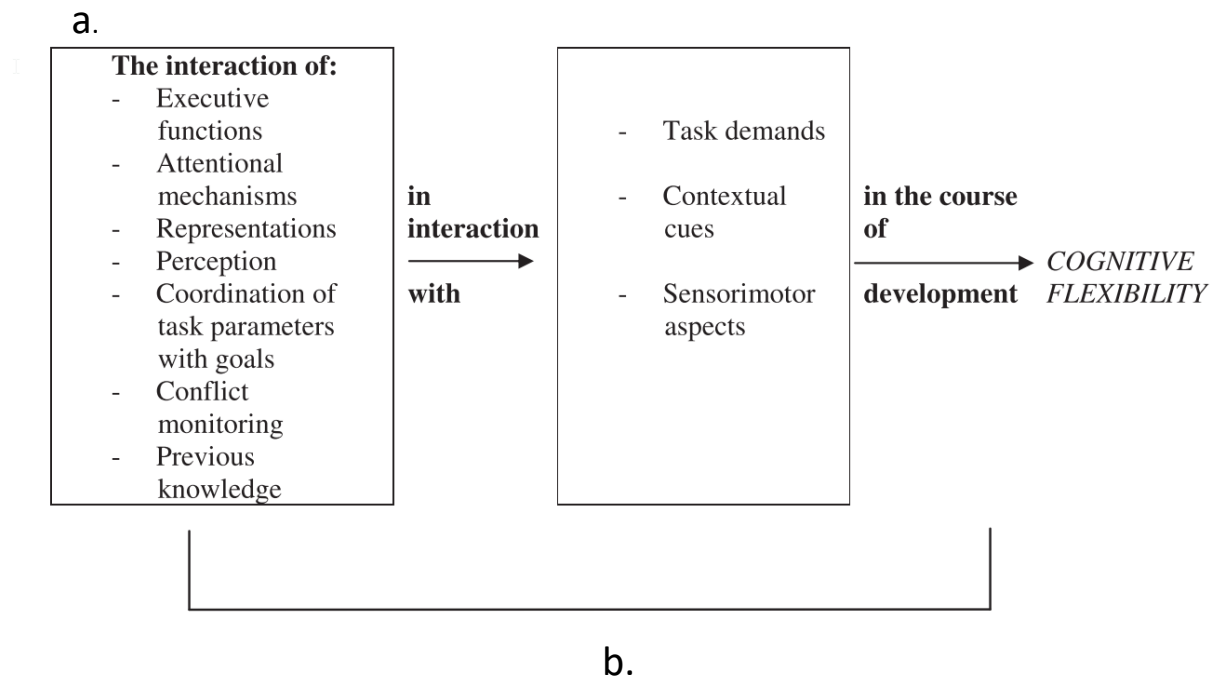 a.
The interaction of:
- Executive
functions
- Attentional
mechanisms
- Representations
- Perception
- Coordination of
task parameters
with goals
- Conflict
monitoring
- Previous
knowledge
in
interaction
with
- Task demands
- Contextual
cues
- Sensorimotor
aspects
in the course
of
development
COGNITIVE
FLEXIBILITY
b.